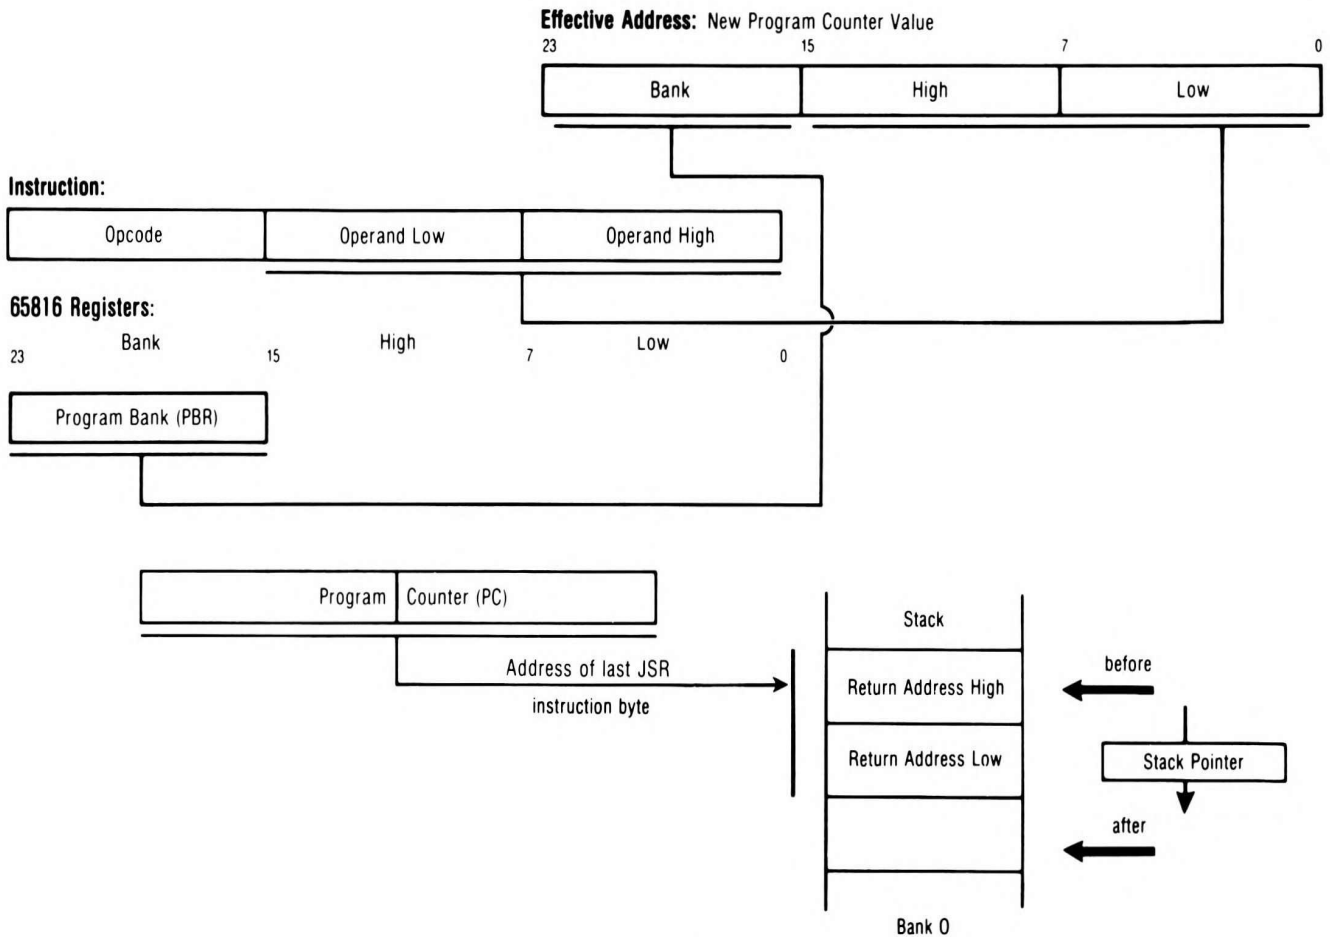 Effective Address: New Program Counter Value
23 15 7 0
Bank High Low
Instruction:
Opcode Operand Low Operand High
65816 Registers:
Bank High Low
23 15 7 0
Program Bank (PBR)
Program Counter (PC)
Stack
Address of last JSR
instruction byte
Return Address High
before
Return Address Low
Stack Pointer
after
Bank 0